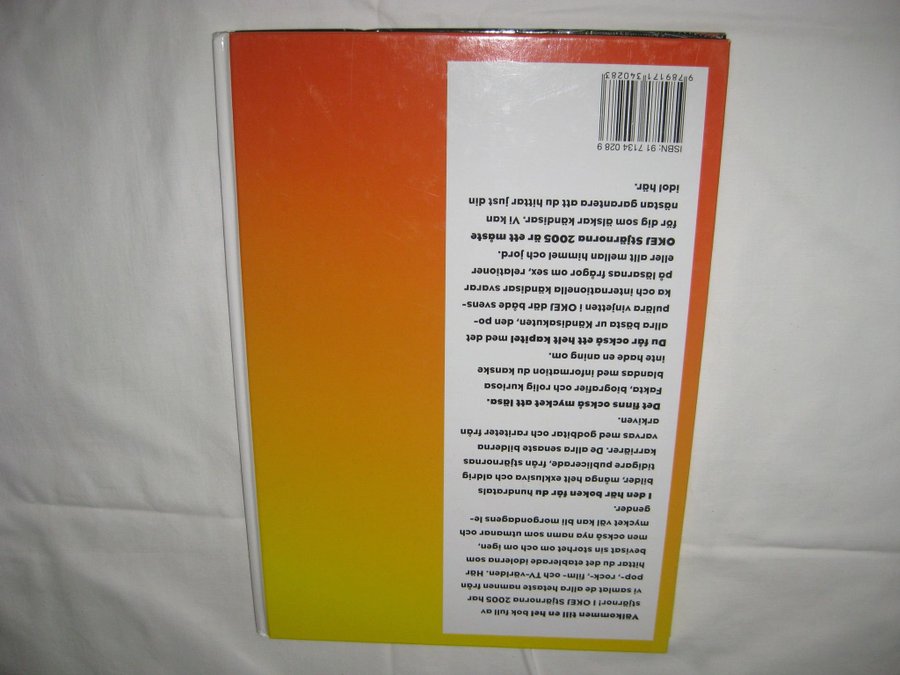 Välkommen till en hel bok full av
stjärnor! I OKEJ Stjärnorna 2005 har
vi samlat de allra hetaste namnen från
pop-, rock-, film- och TV-världen. Här
hittar du det etablerade idolerna som
bevisat sin storhet om och om igen,
men också nya namn som utmanar och
mycket väl kan bli morgondagens le-
gender.
I den här boken får du hundratals
bilder, många helt exklusiva och aldrig
tidigare publicerade, från stjärnornas
karriärer. De allra senaste bilderna
varvas med godbitar och rariteter från
arkiven.
Det finns också mycket att läsa.
Fakta, biografier och rolig kuriosa
blandas med information du kanske
inte hade en aning om.
Du får också ett helt kapitel med det
allra bästa ur Kändisakuten, den po-
pulära vinjetten i OKEJ där både svens-
ka och internationella kändisar svarar
på läsarnas frågor om sex, relationer
eller allt mellan himmel och jord.
OKEJ Stjärnorna 2005 är ett måste
för dig som älskar kändisar. Vi kan
nästan garantera att du hittar just din
idol här.
ISBN: 91 7134 028 9
9 789171 340283